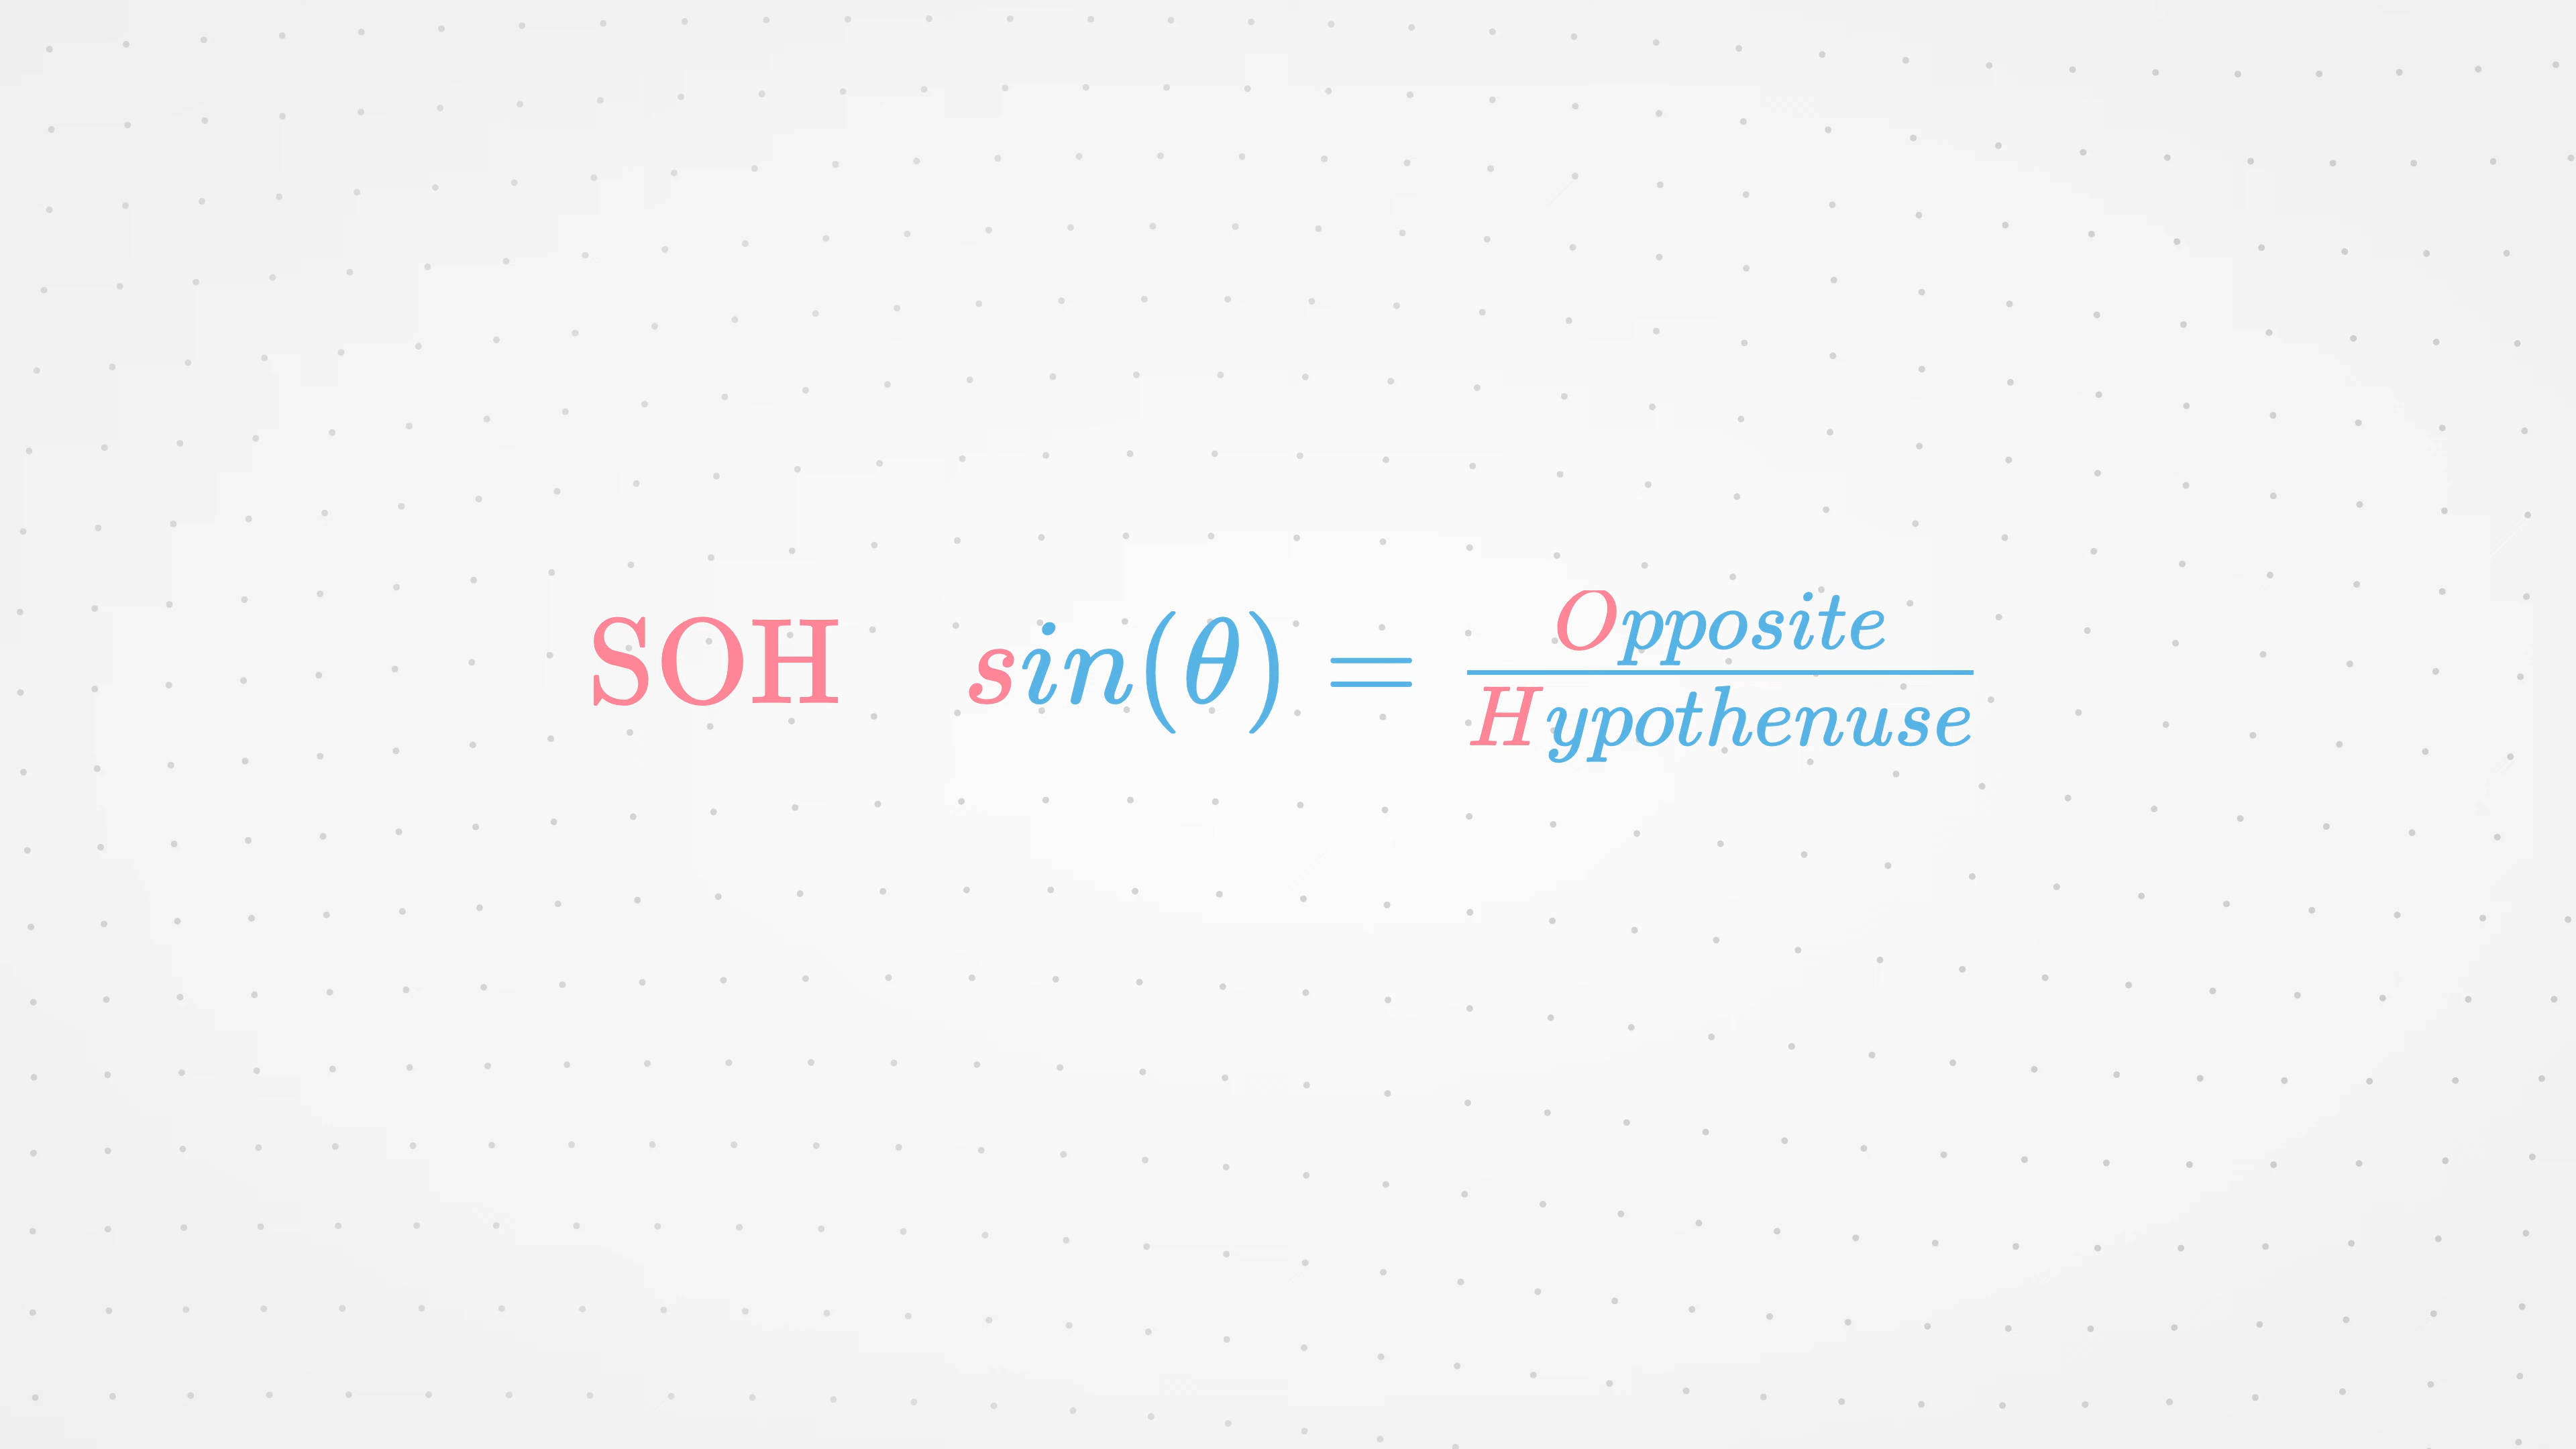 SOH sin(θ) = Opposite / Hypothenuse